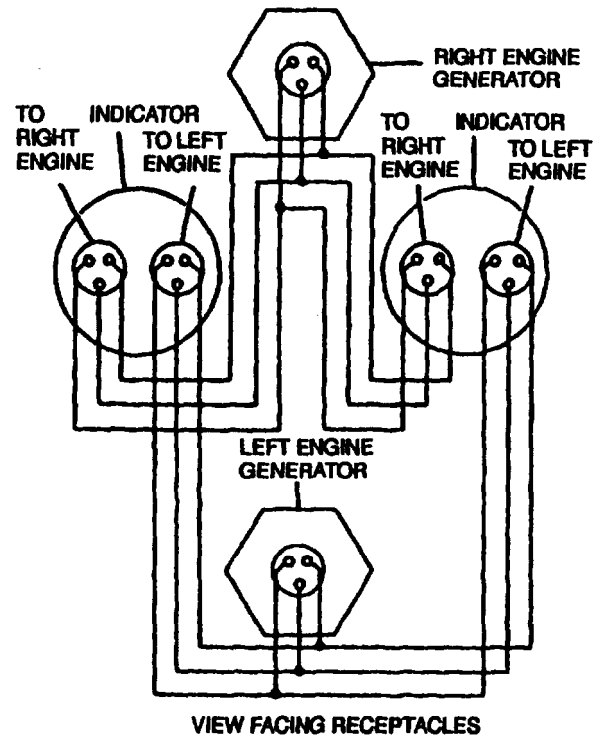 RIGHT ENGINE
GENERATOR
TO
RIGHT
ENGINE
INDICATOR
TO LEFT
ENGINE
TO
RIGHT
ENGINE
INDICATOR
TO LEFT
ENGINE
LEFT ENGINE
GENERATOR
VIEW FACING RECEPTACLES